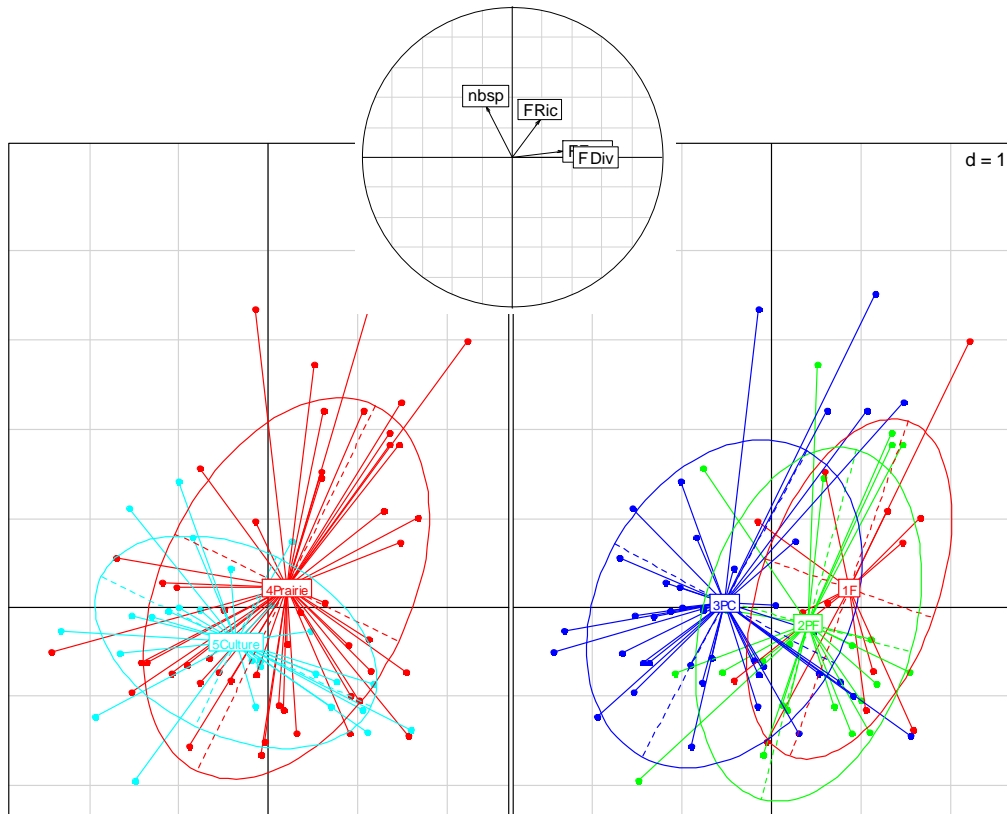 nbsp
FRic
FDiv
d = 1
4Prairie
5Culture
3PC
1F
2PF